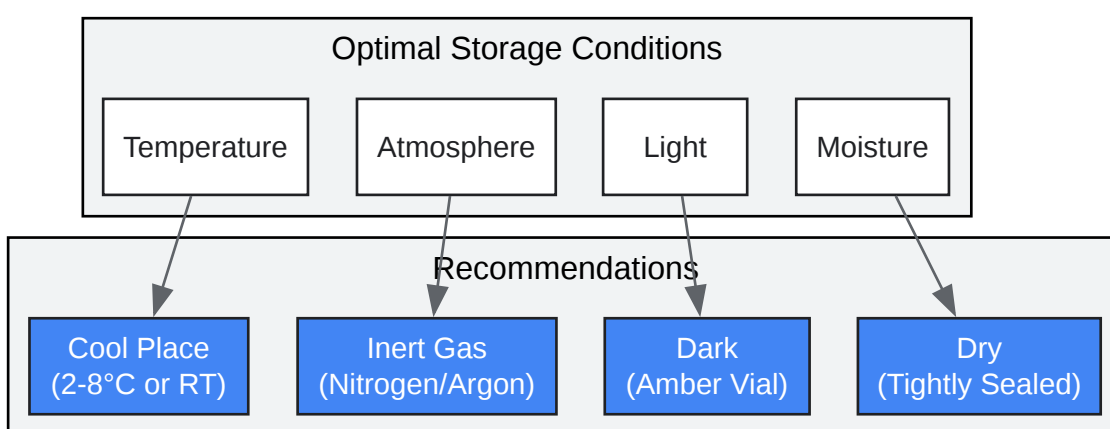 Optimal Storage Conditions
Temperature
Atmosphere
Light
Moisture
Recommendations
Cool Place
(2-8°C or RT)
Inert Gas
(Nitrogen/Argon)
Dark
(Amber Vial)
Dry
(Tightly Sealed)